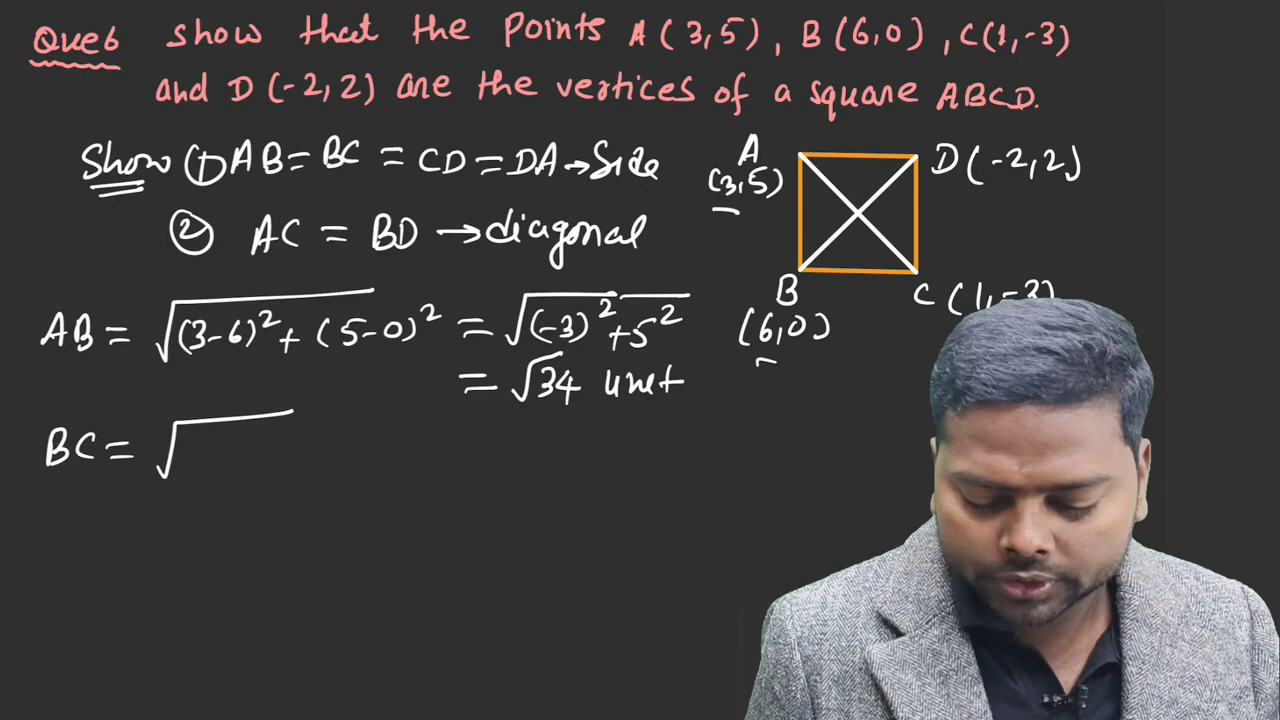 Que6 show that the points A(3,5), B(6,0), C(1,-3)
and D(-2,2) are the vertices of a square ABCD.
Show ① AB = BC = CD = DA → Side
② AC = BD → diagonal
A
(3,5)
D(-2,2)
B
(6,0)
C(1,-3)
AB = √(3-6)² + (5-0)² = √(-3)² + 5²
= √34 unit
BC = √